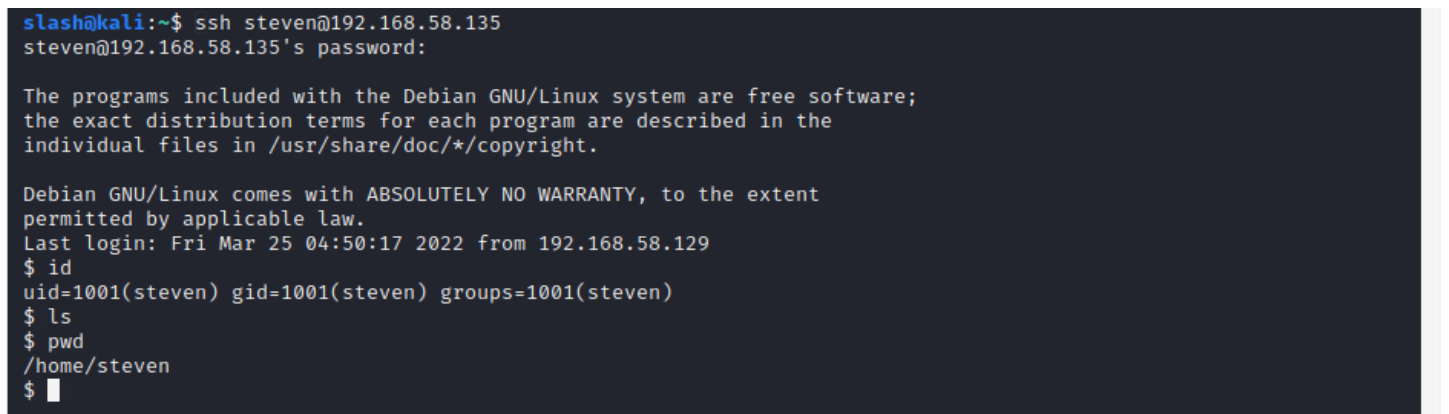 slash@kali:~$ ssh steven@192.168.58.135
steven@192.168.58.135's password:
The programs included with the Debian GNU/Linux system are free software;
the exact distribution terms for each program are described in the
individual files in /usr/share/doc/*/copyright.
Debian GNU/Linux comes with ABSOLUTELY NO WARRANTY, to the extent
permitted by applicable law.
Last login: Fri Mar 25 04:50:17 2022 from 192.168.58.129
$ id
uid=1001(steven) gid=1001(steven) groups=1001(steven)
$ ls
$ pwd
/home/steven
$